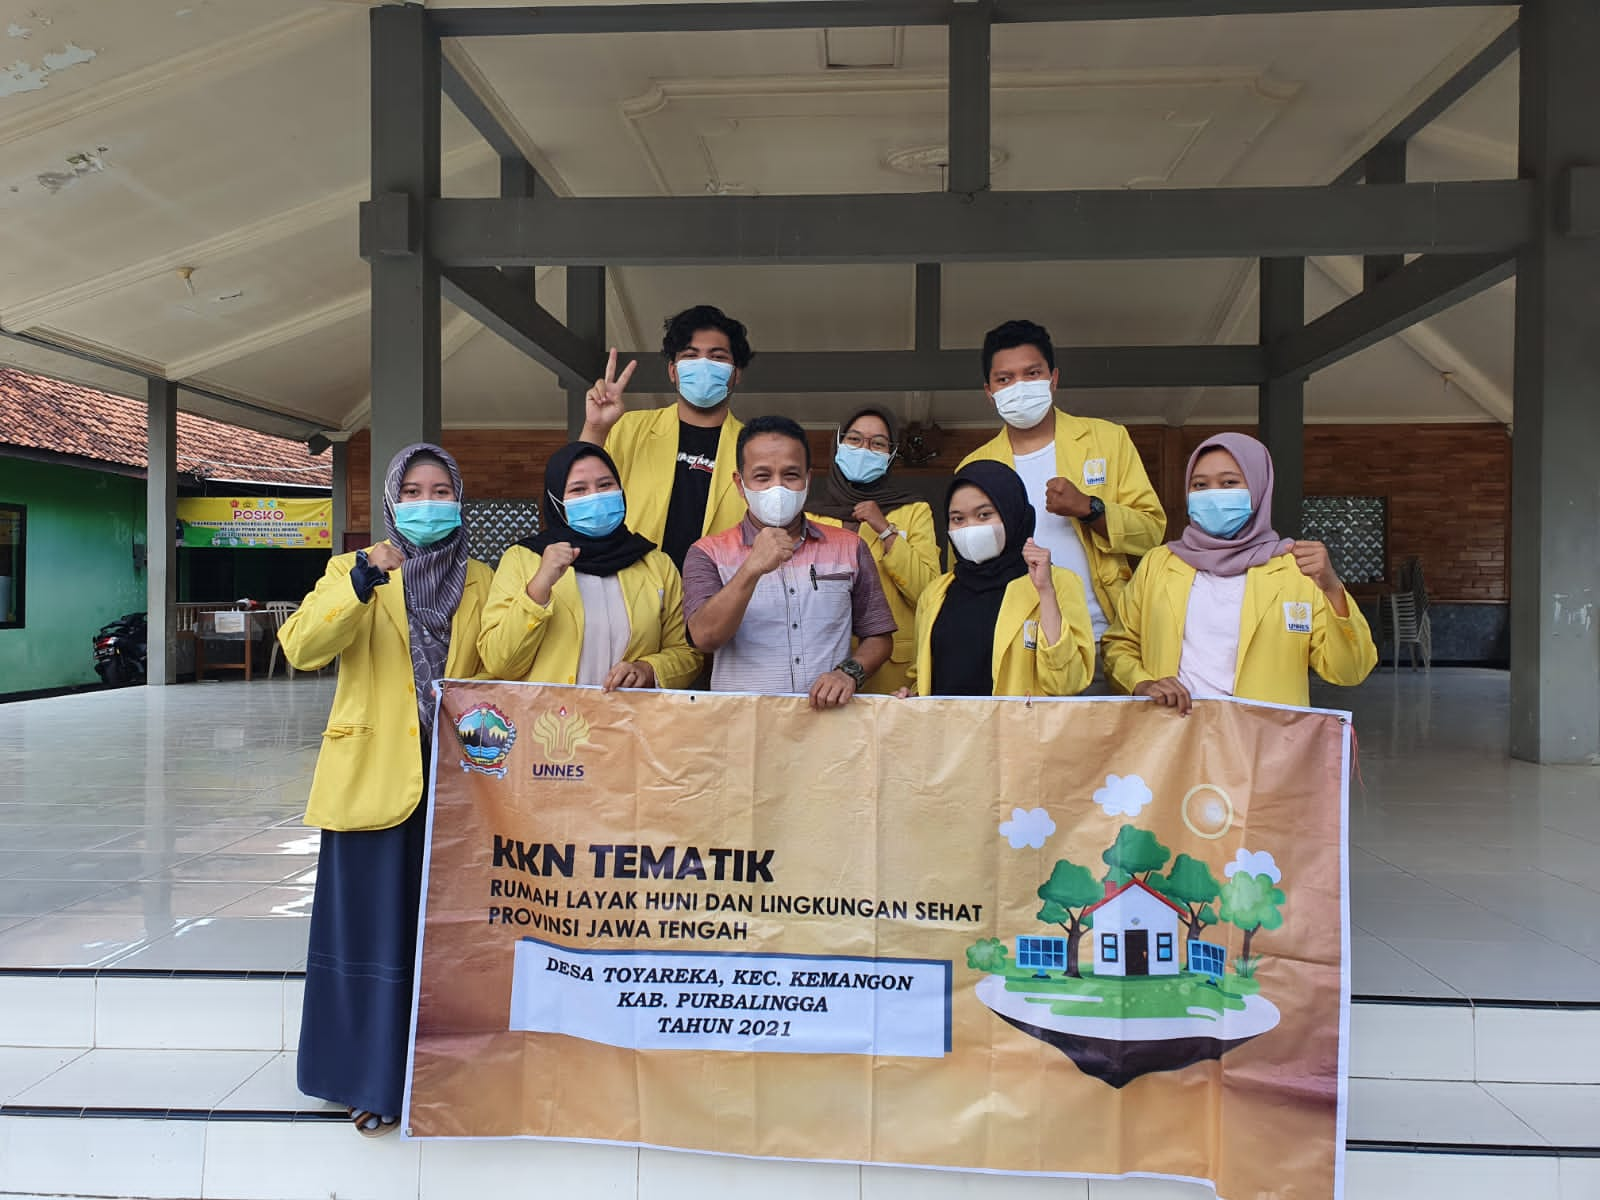 POSKO
UNNES
UNNES
UNNES
KKN TEMATIK
RUMAH LAYAK HUNI DAN LINGKUNGAN SEHAT
PROVINSI JAWA TENGAH
DESA TOYAREKA, KEC. KEMANGON
KAB. PURBALINGGA
TAHUN 2021